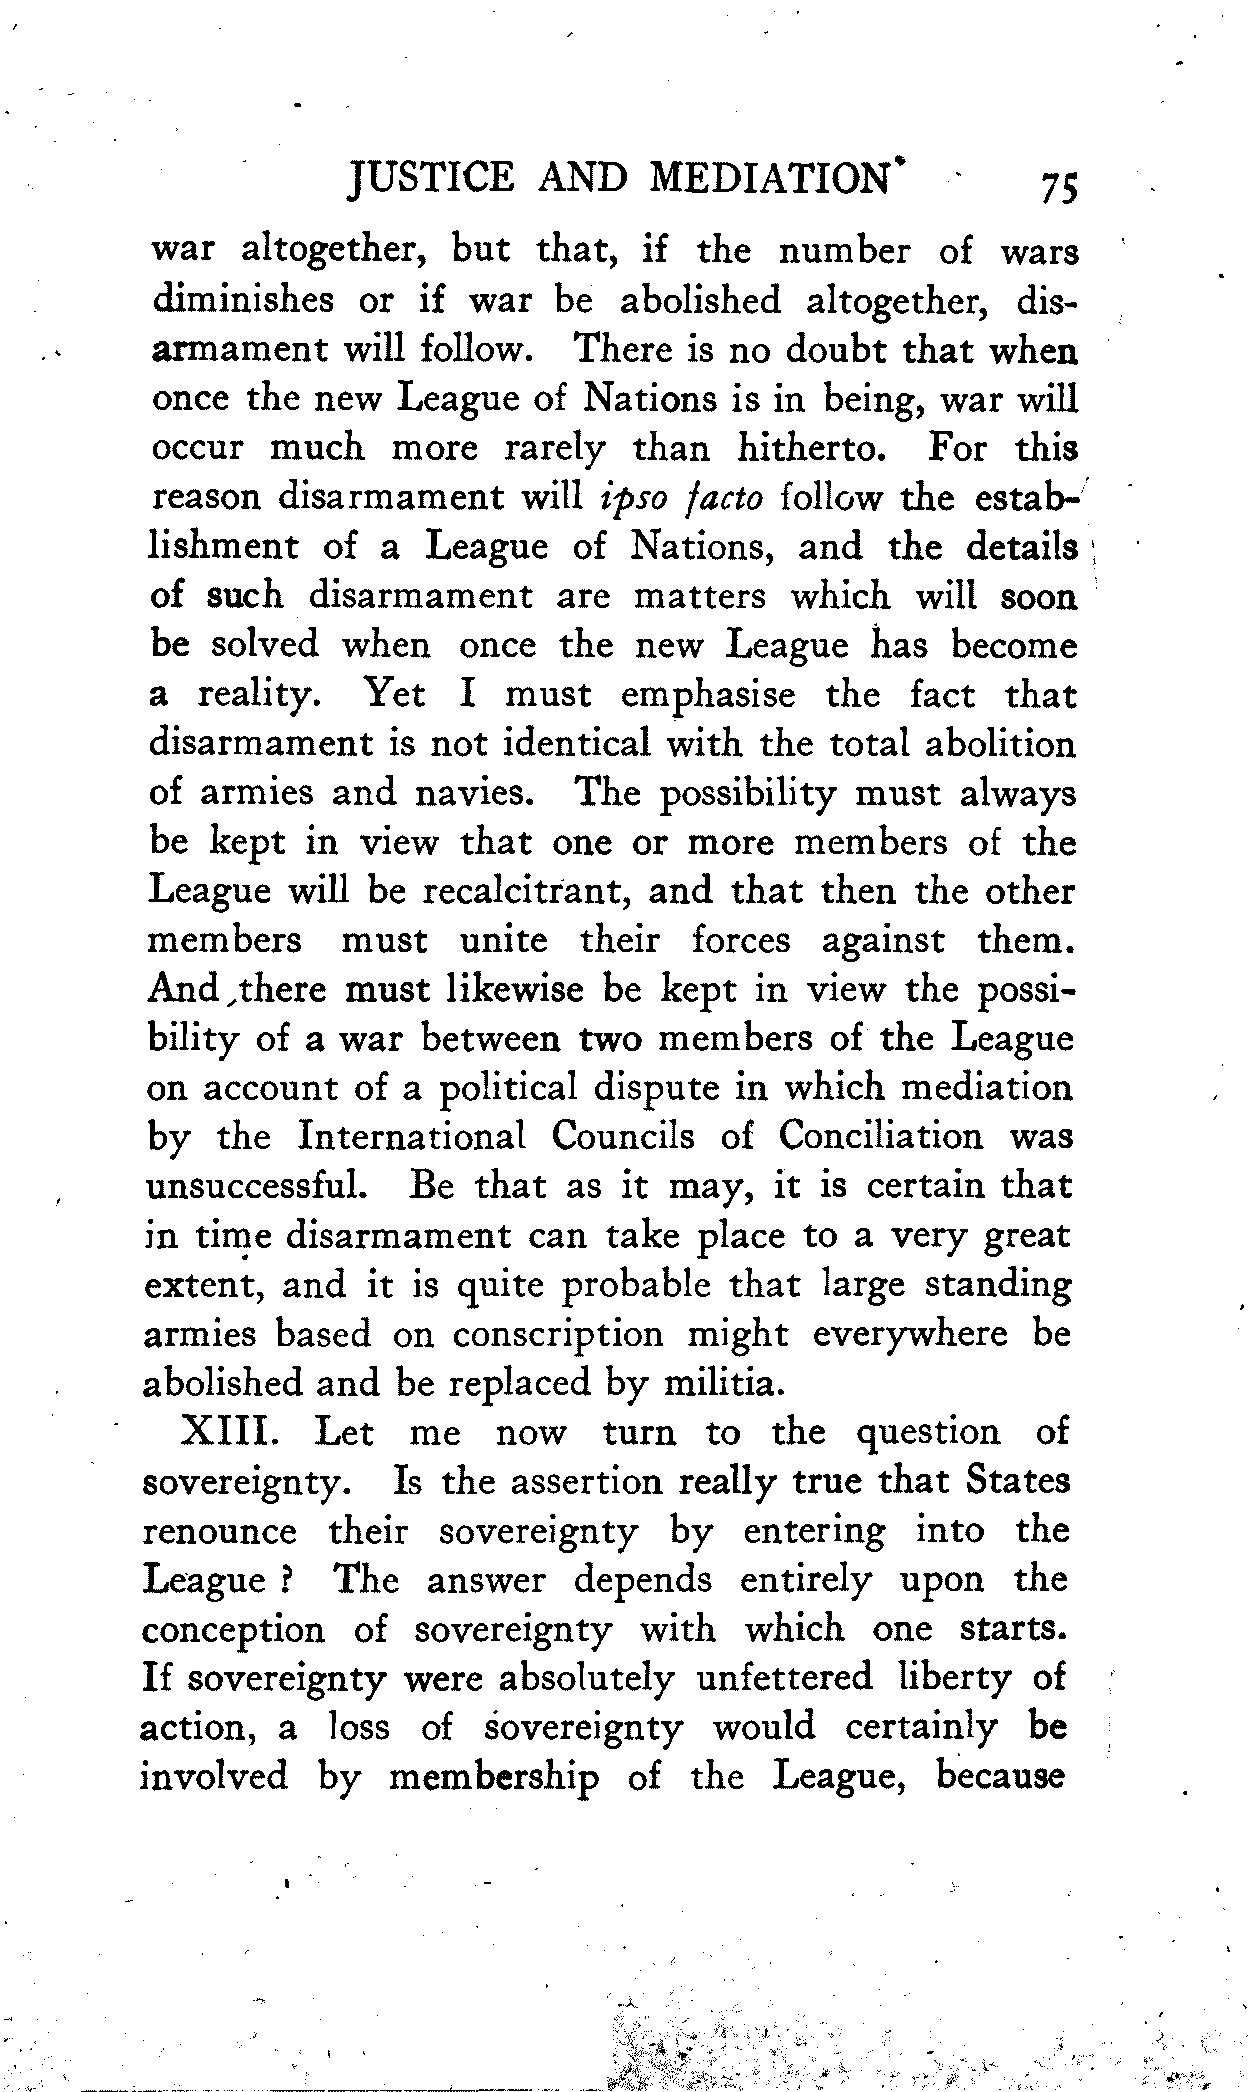 JUSTICE AND MEDIATION 75
war altogether, but that, if the number of wars
diminishes or if war be abolished altogether, dis-
armament will follow. There is no doubt that when
once the new League of Nations is in being, war will
occur much more rarely than hitherto. For this
reason disarmament will ipso facto follow the estab-
lishment of a League of Nations, and the details
of such disarmament are matters which will soon
be solved when once the new League has become
a reality. Yet I must emphasise the fact that
disarmament is not identical with the total abolition
of armies and navies. The possibility must always
be kept in view that one or more members of the
League will be recalcitrant, and that then the other
members must unite their forces against them.
And there must likewise be kept in view the possi-
bility of a war between two members of the League
on account of a political dispute in which mediation
by the International Councils of Conciliation was
unsuccessful. Be that as it may, it is certain that
in time disarmament can take place to a very great
extent, and it is quite probable that large standing
armies based on conscription might everywhere be
abolished and be replaced by militia.
XIII. Let me now turn to the question of
sovereignty. Is the assertion really true that States
renounce their sovereignty by entering into the
League ? The answer depends entirely upon the
conception of sovereignty with which one starts.
If sovereignty were absolutely unfettered liberty of
action, a loss of sovereignty would certainly be
involved by membership of the League, because